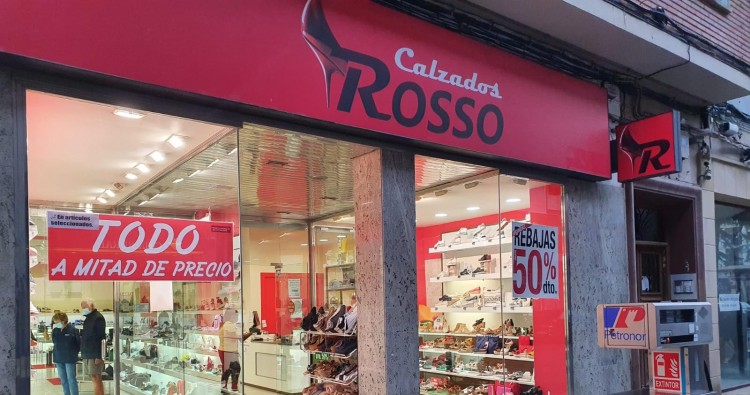 Calzados
ROSSO
R
En artículos
seleccionados
TODO
A MITAD DE PRECIO
REBAJAS
50%
dto.
Petronor
EXTINTOR